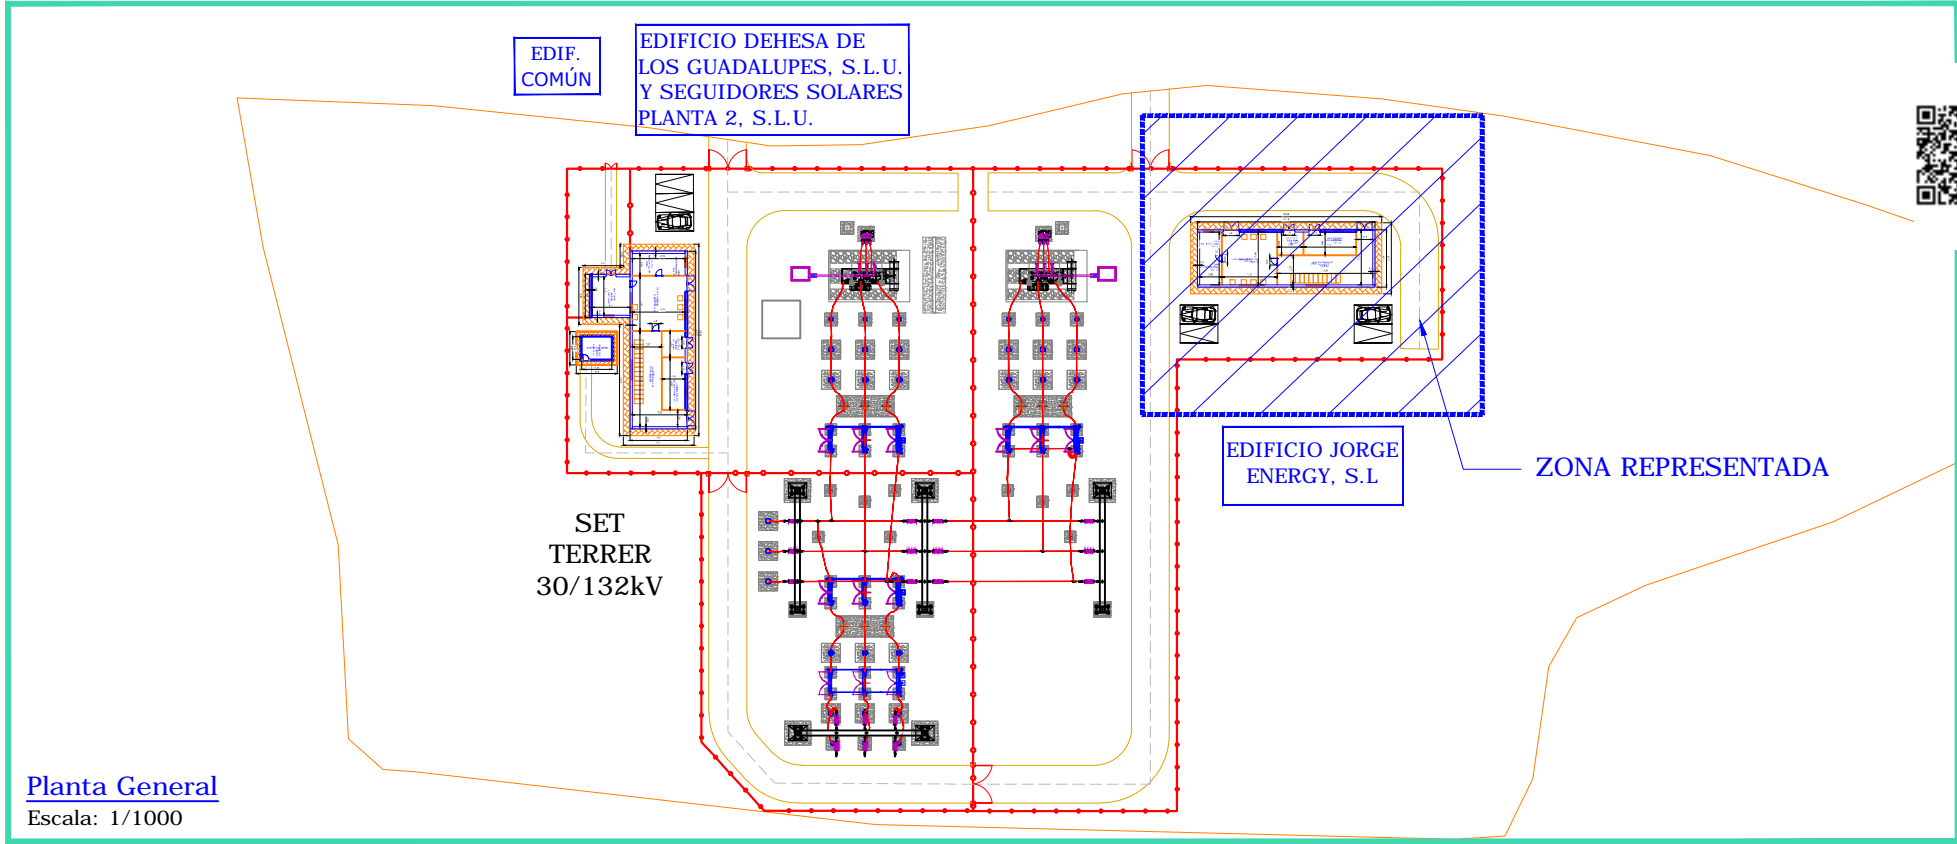 EDIF.
COMÚN
EDIFICIO DEHESA DE
LOS GUADALUPES, S.L.U.
Y SEGUIDORES SOLARES
PLANTA 2, S.L.U.
EDIFICIO JORGE
ENERGY, S.L
ZONA REPRESENTADA
SET
TERRER
30/132kV
Planta General
Escala: 1/1000